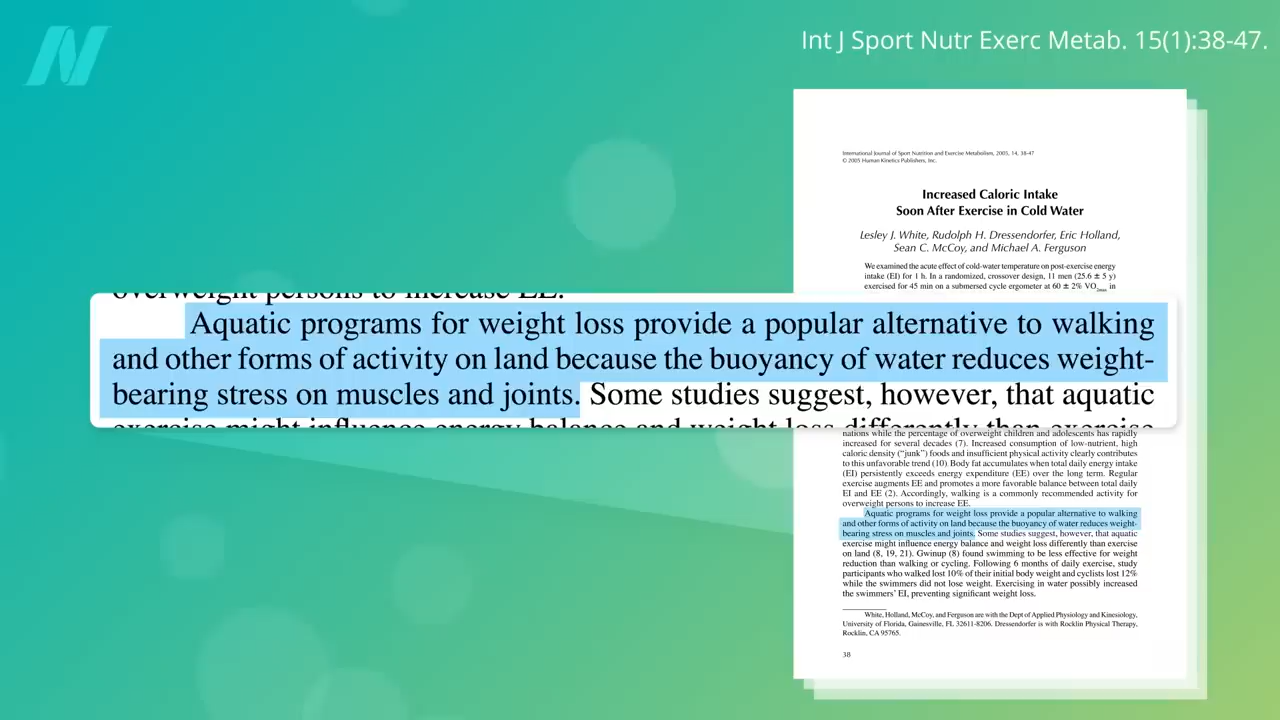 Int J Sport Nutr Exerc Metab. 15(1):38-47.
International Journal of Sport Nutrition and Exercise Metabolism, 2005, 14, 38-47
© 2005 Human Kinetics Publishers, Inc.
Increased Caloric Intake
Soon After Exercise in Cold Water
Lesley J. White, Rudolph H. Dressendorfer, Eric Holland,
Sean C. McCoy, and Michael A. Ferguson
We examined the acute effect of cold-water temperature on post-exercise energy
intake (EI) for 1 h. In a randomized, crossover design, 11 men (25.6 ± 5 y)
exercised for 45 min on a submersed cycle ergometer at 60 ± 2% VO2max in
overweight persons to increase EE.
Aquatic programs for weight loss provide a popular alternative to walking
and other forms of activity on land because the buoyancy of water reduces weight-
bearing stress on muscles and joints. Some studies suggest, however, that aquatic
exercise might influence energy balance and weight loss differently than exercise
nations while the percentage of overweight children and adolescents has rapidly
increased for several decades (7). Increased consumption of low-nutrient, high
caloric density ("junk") foods and insufficient physical activity clearly contributes
to this unfavorable trend (10). Body fat accumulates when total daily energy intake
(EI) persistently exceeds energy expenditure (EE) over the long term. Regular
exercise augments EE and promotes a more favorable balance between total daily
EI and EE (2). Accordingly, walking is a commonly recommended activity for
overweight persons to increase EE.
Aquatic programs for weight loss provide a popular alternative to walking
and other forms of activity on land because the buoyancy of water reduces weight-
bearing stress on muscles and joints. Some studies suggest, however, that aquatic
exercise might influence energy balance and weight loss differently than exercise
on land (8, 19, 21). Gwinup (8) found swimming to be less effective for weight
reduction than walking or cycling. Following 6 months of daily exercise, study
participants who walked lost 10% of their initial body weight and cyclists lost 12%
while the swimmers did not lose weight. Exercising in water possibly increased
the swimmers' EI, preventing significant weight loss.
White, Holland, McCoy, and Ferguson are with the Dept of Applied Physiology and Kinesiology,
University of Florida, Gainesville, FL 32611-8206. Dressendorfer is with Rocklin Physical Therapy,
Rocklin, CA 95765.
38